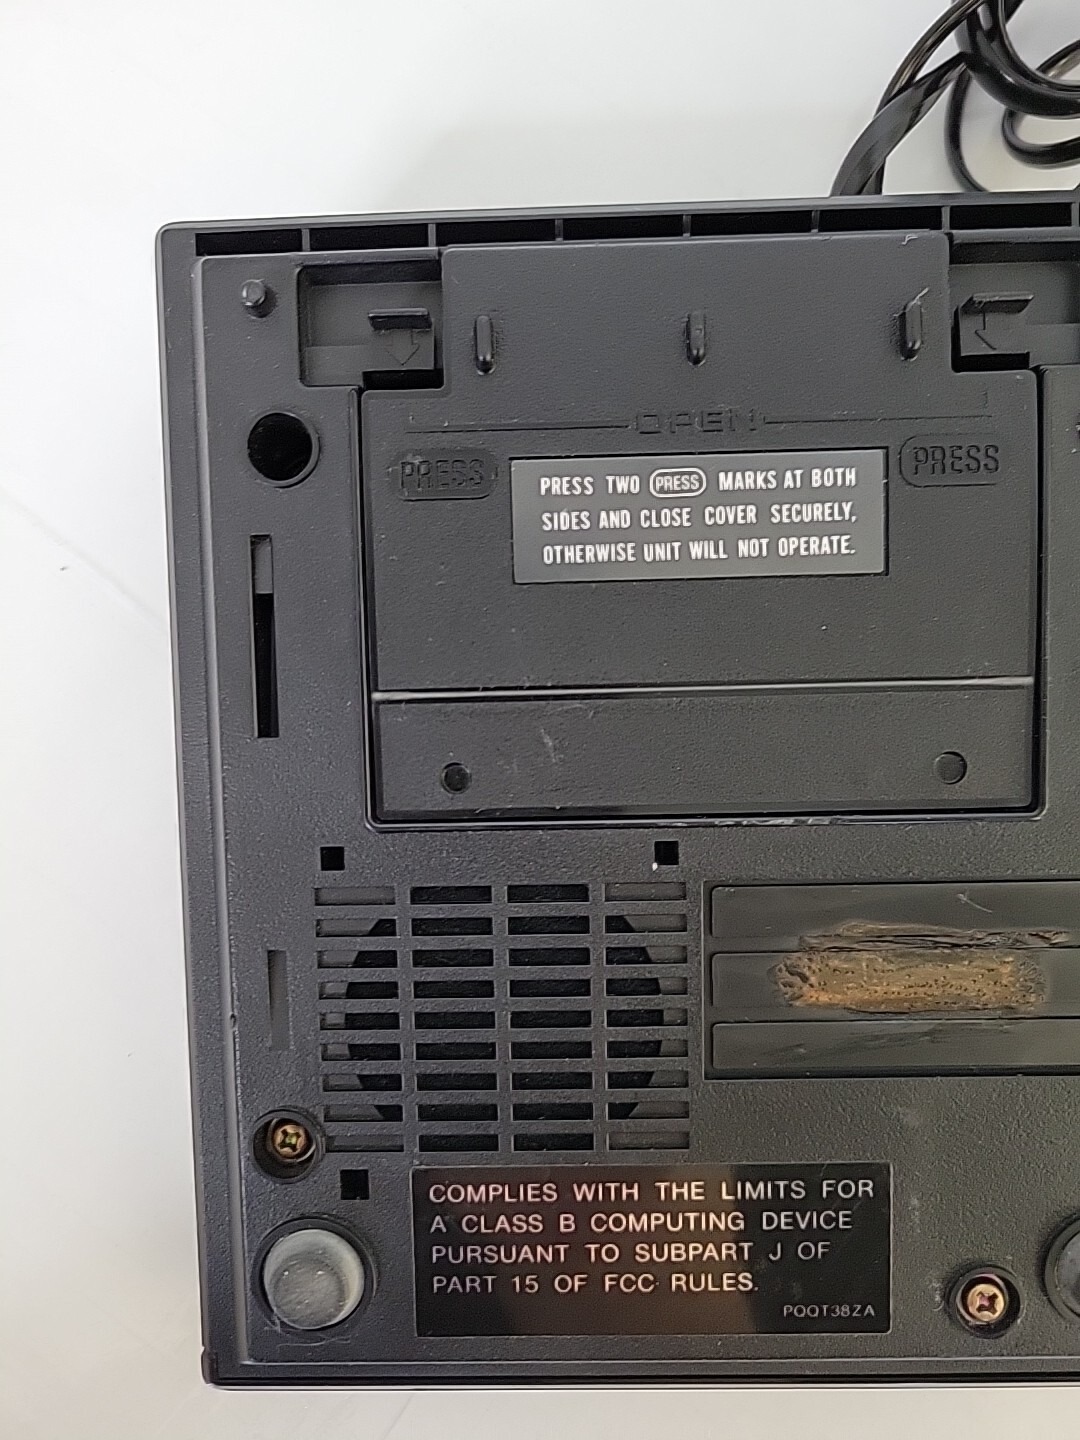 OPEN
PRESS
PRESS
PRESS TWO PRESS MARKS AT BOTH
SIDES AND CLOSE COVER SECURELY,
OTHERWISE UNIT WILL NOT OPERATE.
COMPLIES WITH THE LIMITS FOR
A CLASS B COMPUTING DEVICE
PURSUANT TO SUBPART J OF
PART 15 OF FCC RULES.
PQQT38ZA